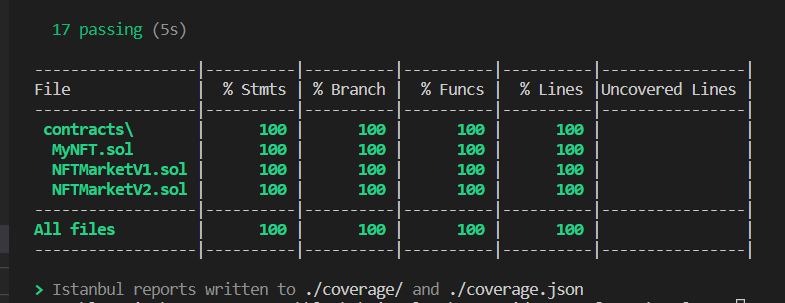 17 passing (5s)
-----------------|----------|----------|----------|----------|----------------|
File             |  % Stmts | % Branch |  % Funcs |  % Lines |Uncovered Lines |
-----------------|----------|----------|----------|----------|----------------|
 contracts\      |      100 |      100 |      100 |      100 |                |
  MyNFT.sol      |      100 |      100 |      100 |      100 |                |
  NFTMarketV1.sol |      100 |      100 |      100 |      100 |                |
  NFTMarketV2.sol |      100 |      100 |      100 |      100 |                |
-----------------|----------|----------|----------|----------|----------------|
All files        |      100 |      100 |      100 |      100 |                |
-----------------|----------|----------|----------|----------|----------------|
> Istanbul reports written to ./coverage/ and ./coverage.json